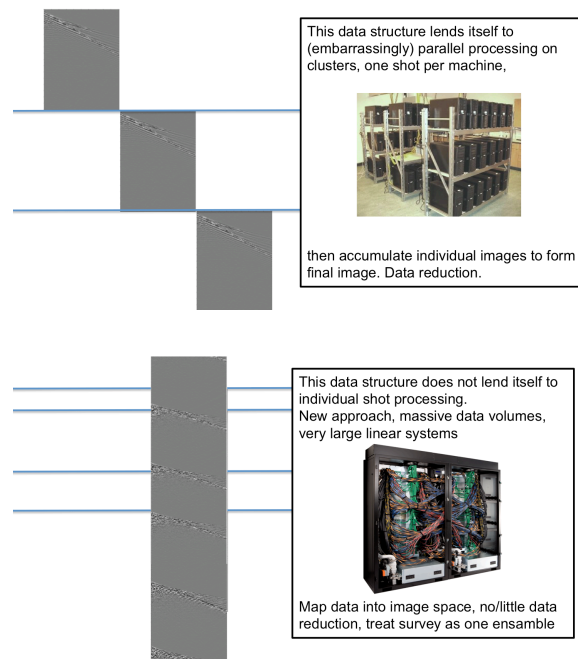 This data structure lends itself to
(embarrassingly) parallel processing on
clusters, one shot per machine,
then accumulate individual images to form
final image. Data reduction.
This data structure does not lend itself to
individual shot processing.
New approach, massive data volumes,
very large linear systems
Map data into image space, no/little data
reduction, treat survey as one ensamble